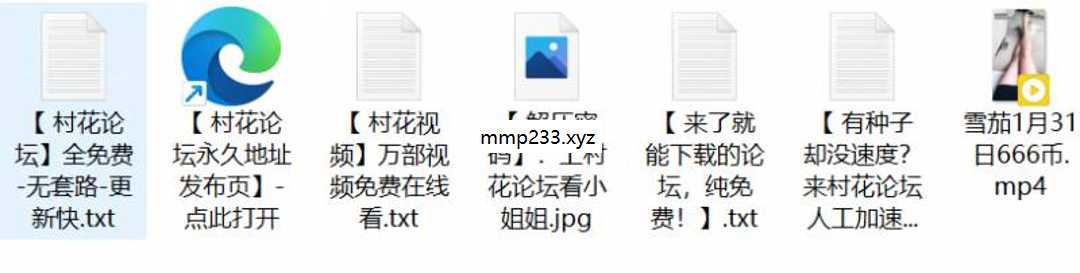 【 村花论
坛】全免费
-无套路-更
新快.txt
【 村花论
坛永久地址
发布页】-
点此打开
【 村花视
频】万部视
频免费在线
看.txt
【 解压密
码】：上村
花论坛看小
姐姐.jpg
mmp233.xyz
【 来了就
能下载的论
坛，纯免
费！】.txt
【 有种子
却没速度？
来村花论坛
人工加速...
雪茄1月31
日666币.
mp4